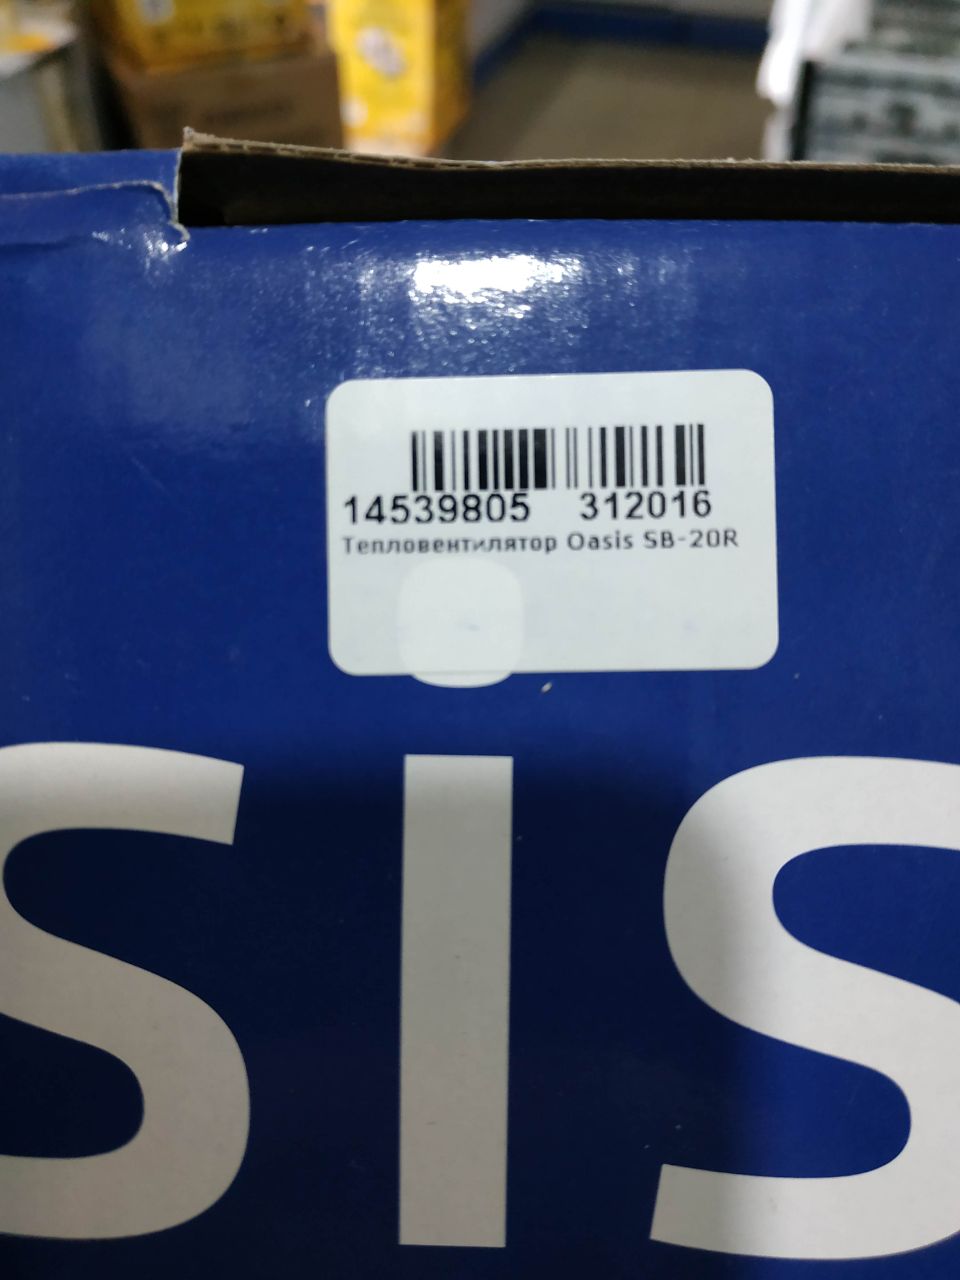 14539805 312016
Тепловентилятор Oasis SB-20R
SIS